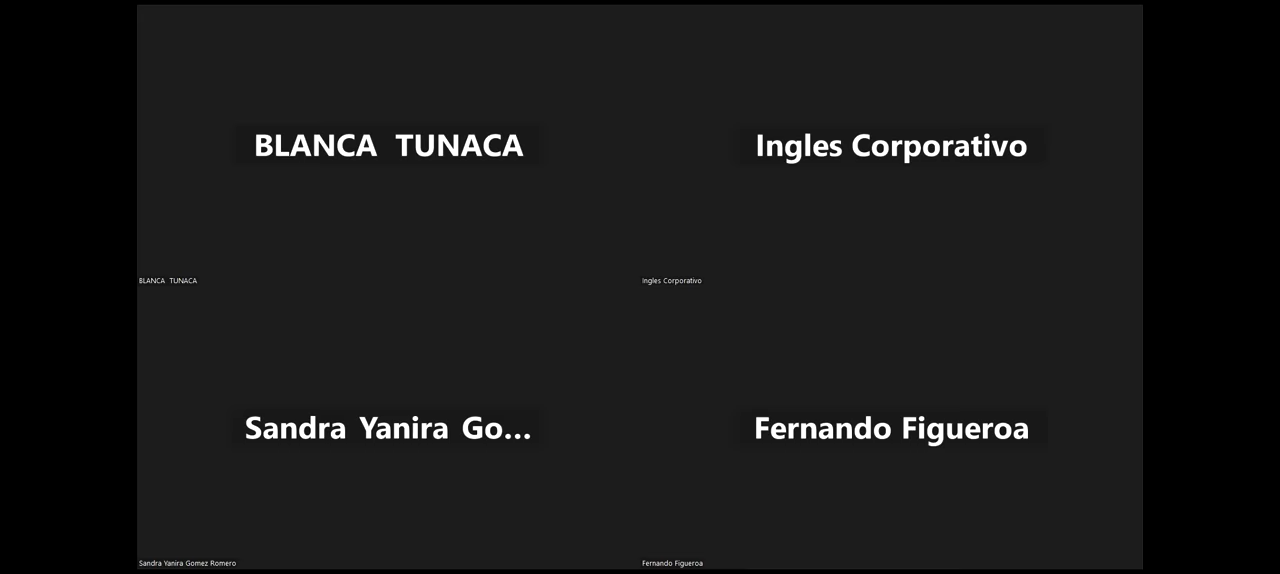 BLANCA  TUNACA
Ingles Corporativo
BLANCA  TUNACA
Ingles Corporativo
Sandra Yanira Go...
Fernando Figueroa
Sandra Yanira Gomez Romero
Fernando Figueroa